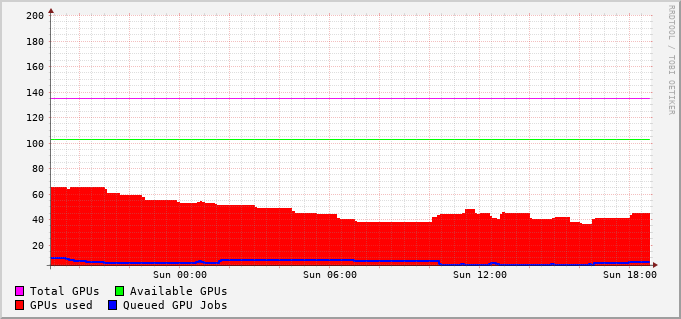 200
180
160
140
120
100
80
60
40
20
Sun 00:00 Sun 06:00 Sun 12:00 Sun 18:00
Total GPUs Available GPUs
GPUs used Queued GPU Jobs
RRDTOOL / TOBI OETIKER